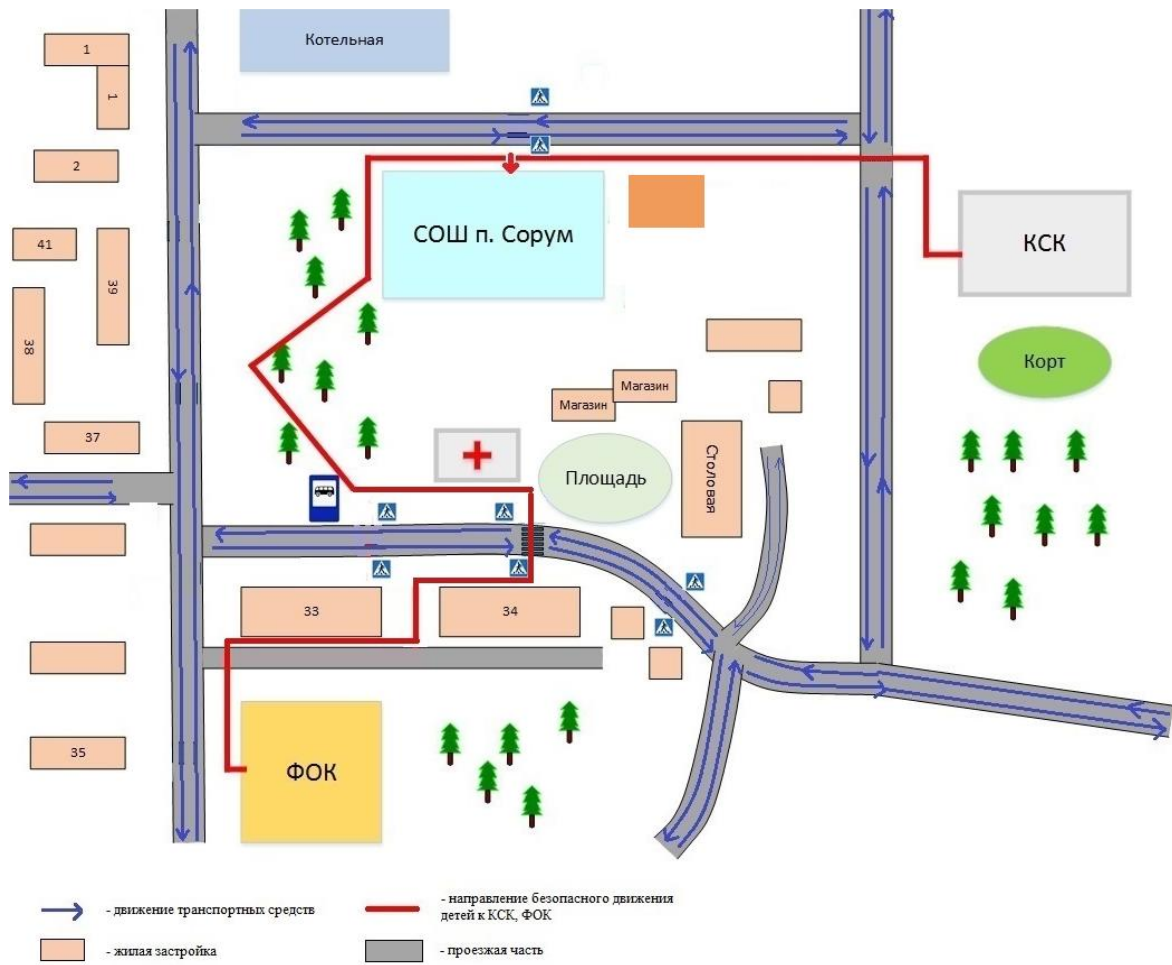 Котельная
1
1
2
СОШ п. Сорум
КСК
41
39
38
Корт
Магазин
Магазин
37
Столовая
Площадь
33
34
35
ФОК
- движение транспортных средств
- направление безопасного движения
детей к КСК, ФОК
- жилая застройка
- проезжая часть